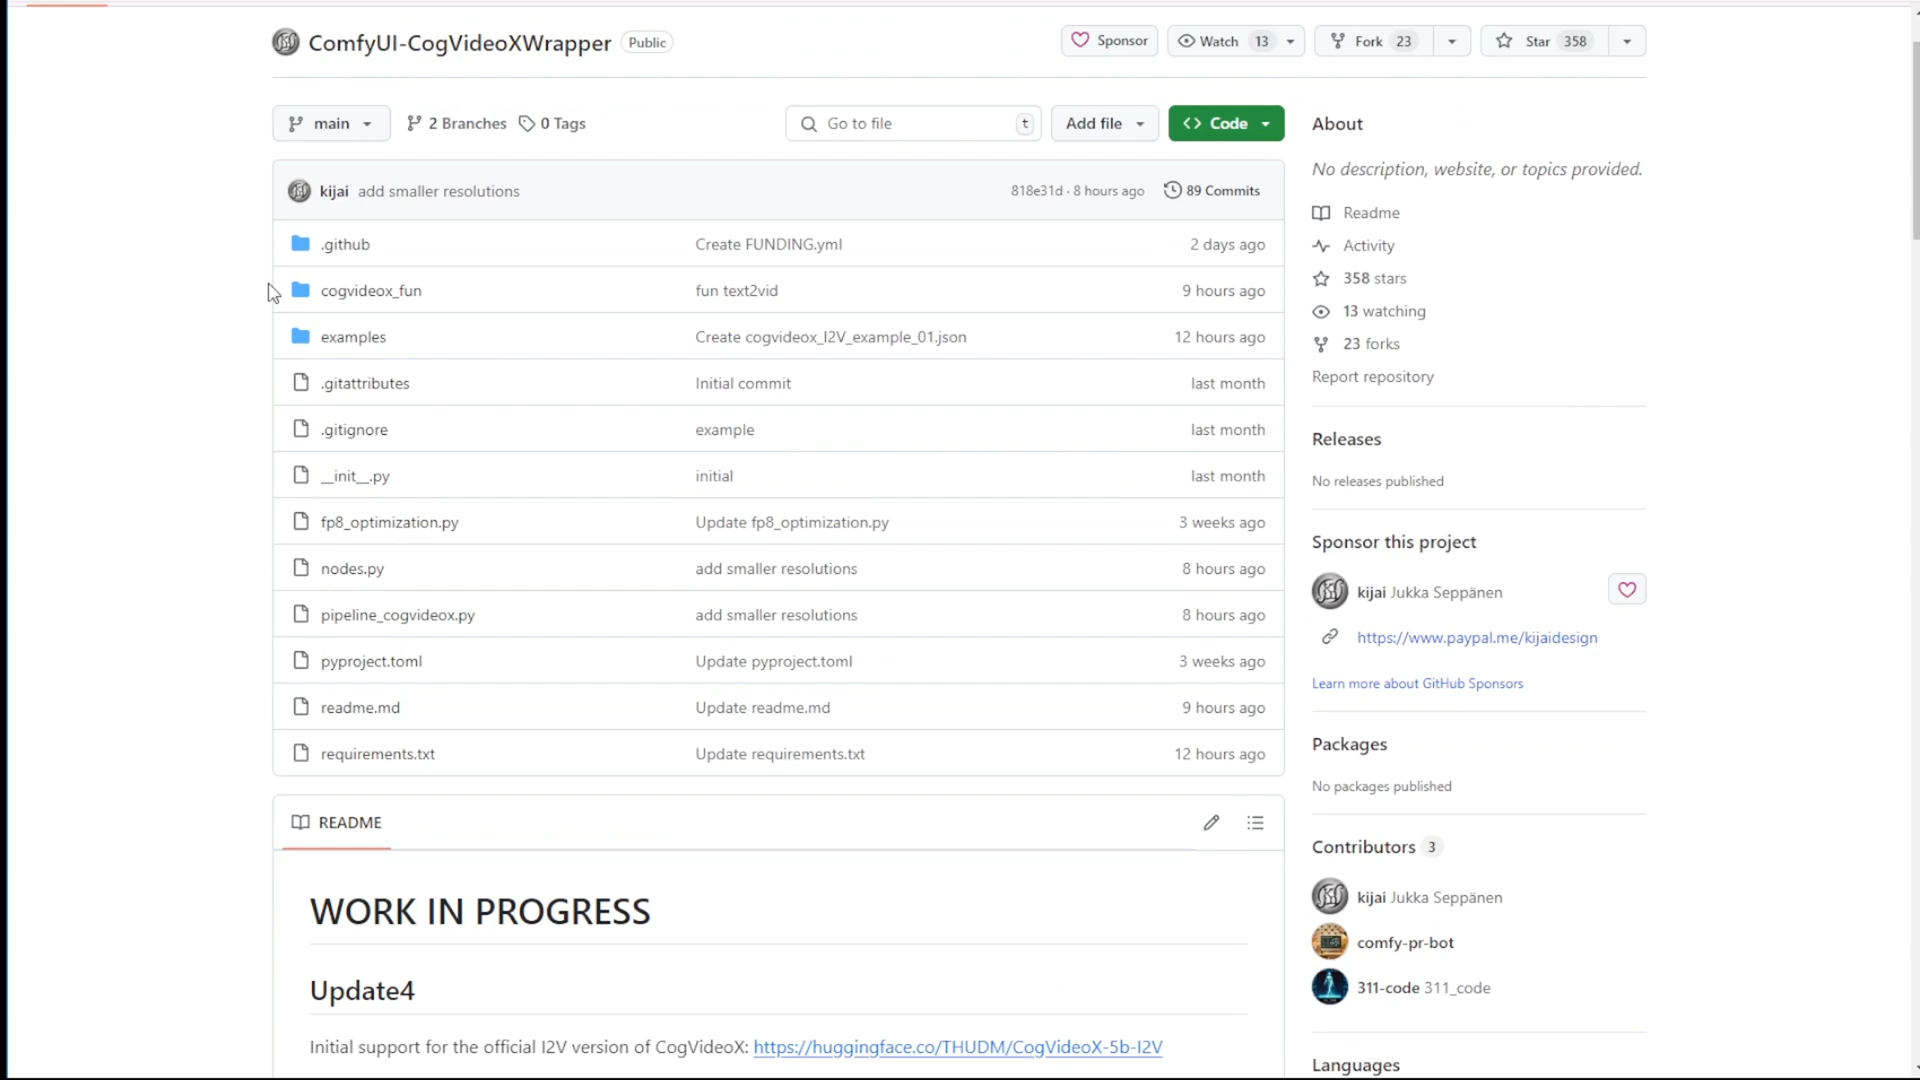 ComfyUI-CogVideoXWrapper Public Sponsor Watch 13 Fork 23 Star 358
main 2 Branches 0 Tags Go to file t Add file Code
kijai add smaller resolutions 818e31d · 8 hours ago 89 Commits
.github Create FUNDING.yml 2 days ago
cogvideox_fun fun text2vid 9 hours ago
examples Create cogvideox_I2V_example_01.json 12 hours ago
.gitattributes Initial commit last month
.gitignore example last month
__init__.py initial last month
fp8_optimization.py Update fp8_optimization.py 3 weeks ago
nodes.py add smaller resolutions 8 hours ago
pipeline_cogvideox.py add smaller resolutions 8 hours ago
pyproject.toml Update pyproject.toml 3 weeks ago
readme.md Update readme.md 9 hours ago
requirements.txt Update requirements.txt 12 hours ago
README
WORK IN PROGRESS
Update4
Initial support for the official I2V version of CogVideoX: https://huggingface.co/THUDM/CogVideoX-5b-I2V
About
No description, website, or topics provided.
Readme
Activity
358 stars
13 watching
23 forks
Report repository
Releases
No releases published
Sponsor this project
kijai Jukka Seppänen
https://www.paypal.me/kijaidesign
Learn more about GitHub Sponsors
Packages
No packages published
Contributors 3
kijai Jukka Seppänen
comfy-pr-bot
311-code 311_code
Languages